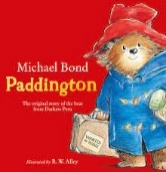 Michael Bond
Paddington
The original story of the bear
from Darkest Peru
Illustrated by R. W. Alley